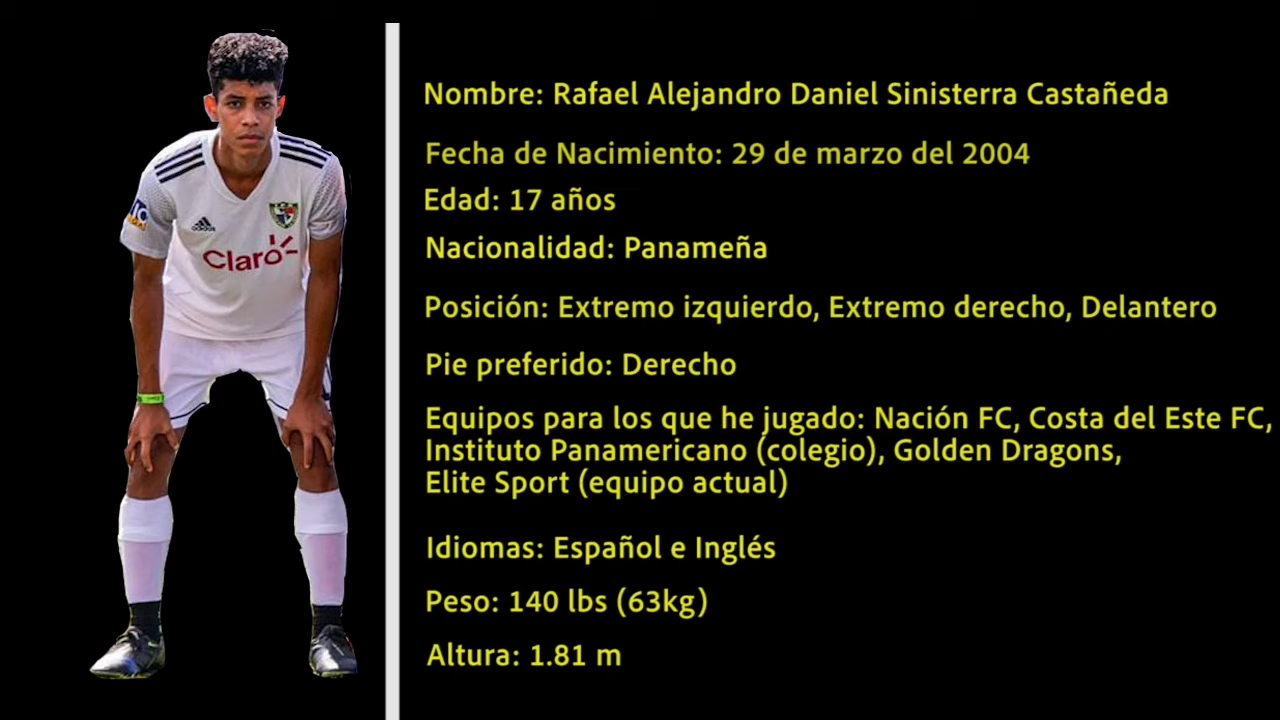 Nombre: Rafael Alejandro Daniel Sinisterra Castañeda
Fecha de Nacimiento: 29 de marzo del 2004
Edad: 17 años
Nacionalidad: Panameña
Posición: Extremo izquierdo, Extremo derecho, Delantero
Pie preferido: Derecho
Equipos para los que he jugado: Nación FC, Costa del Este FC,
Instituto Panamericano (colegio), Golden Dragons,
Elite Sport (equipo actual)
Idiomas: Español e Inglés
Peso: 140 lbs (63kg)
Altura: 1.81 m
adidas
Claro